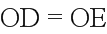 OD = OE